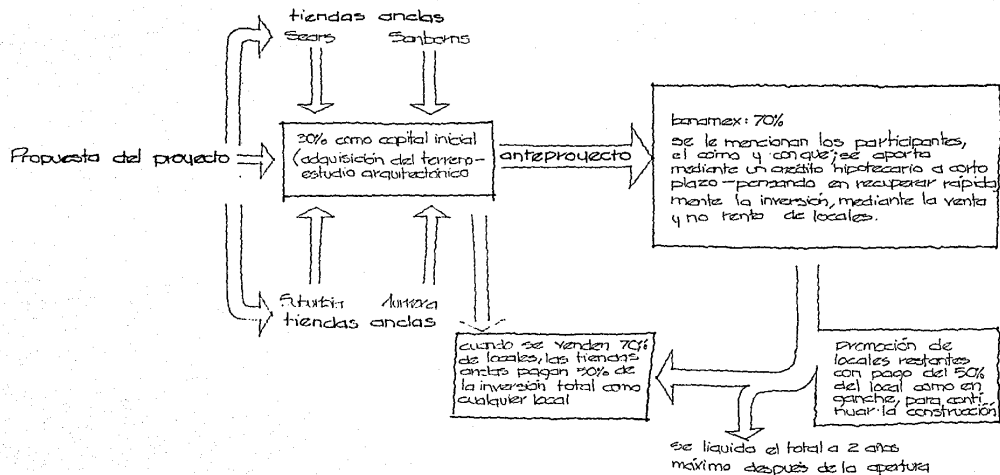 tiendas anclas
Sears Sanborns
Propuesta del proyecto
30% como capital inicial
(adquisición del terreno-
estudio arquitectónico
anteproyecto
banamex: 70%
se le mencionan los participantes,
el cómo y con qué; se aporta
mediante un crédito hipotecario a corto
plazo - pensando en recuperar rápida
mente la inversión, mediante la venta
y no renta de locales.
Aurrera
tiendas anclas
cuando se venden 70%
de locales, las tiendas
anclas pagan 30% de
la inversión total como
cualquier local
promoción de
locales restantes
con pago del 50%
del local como en
ganche, para conti
nuar la construcción
se liquida el total a 2 años
máximo después de la apertura